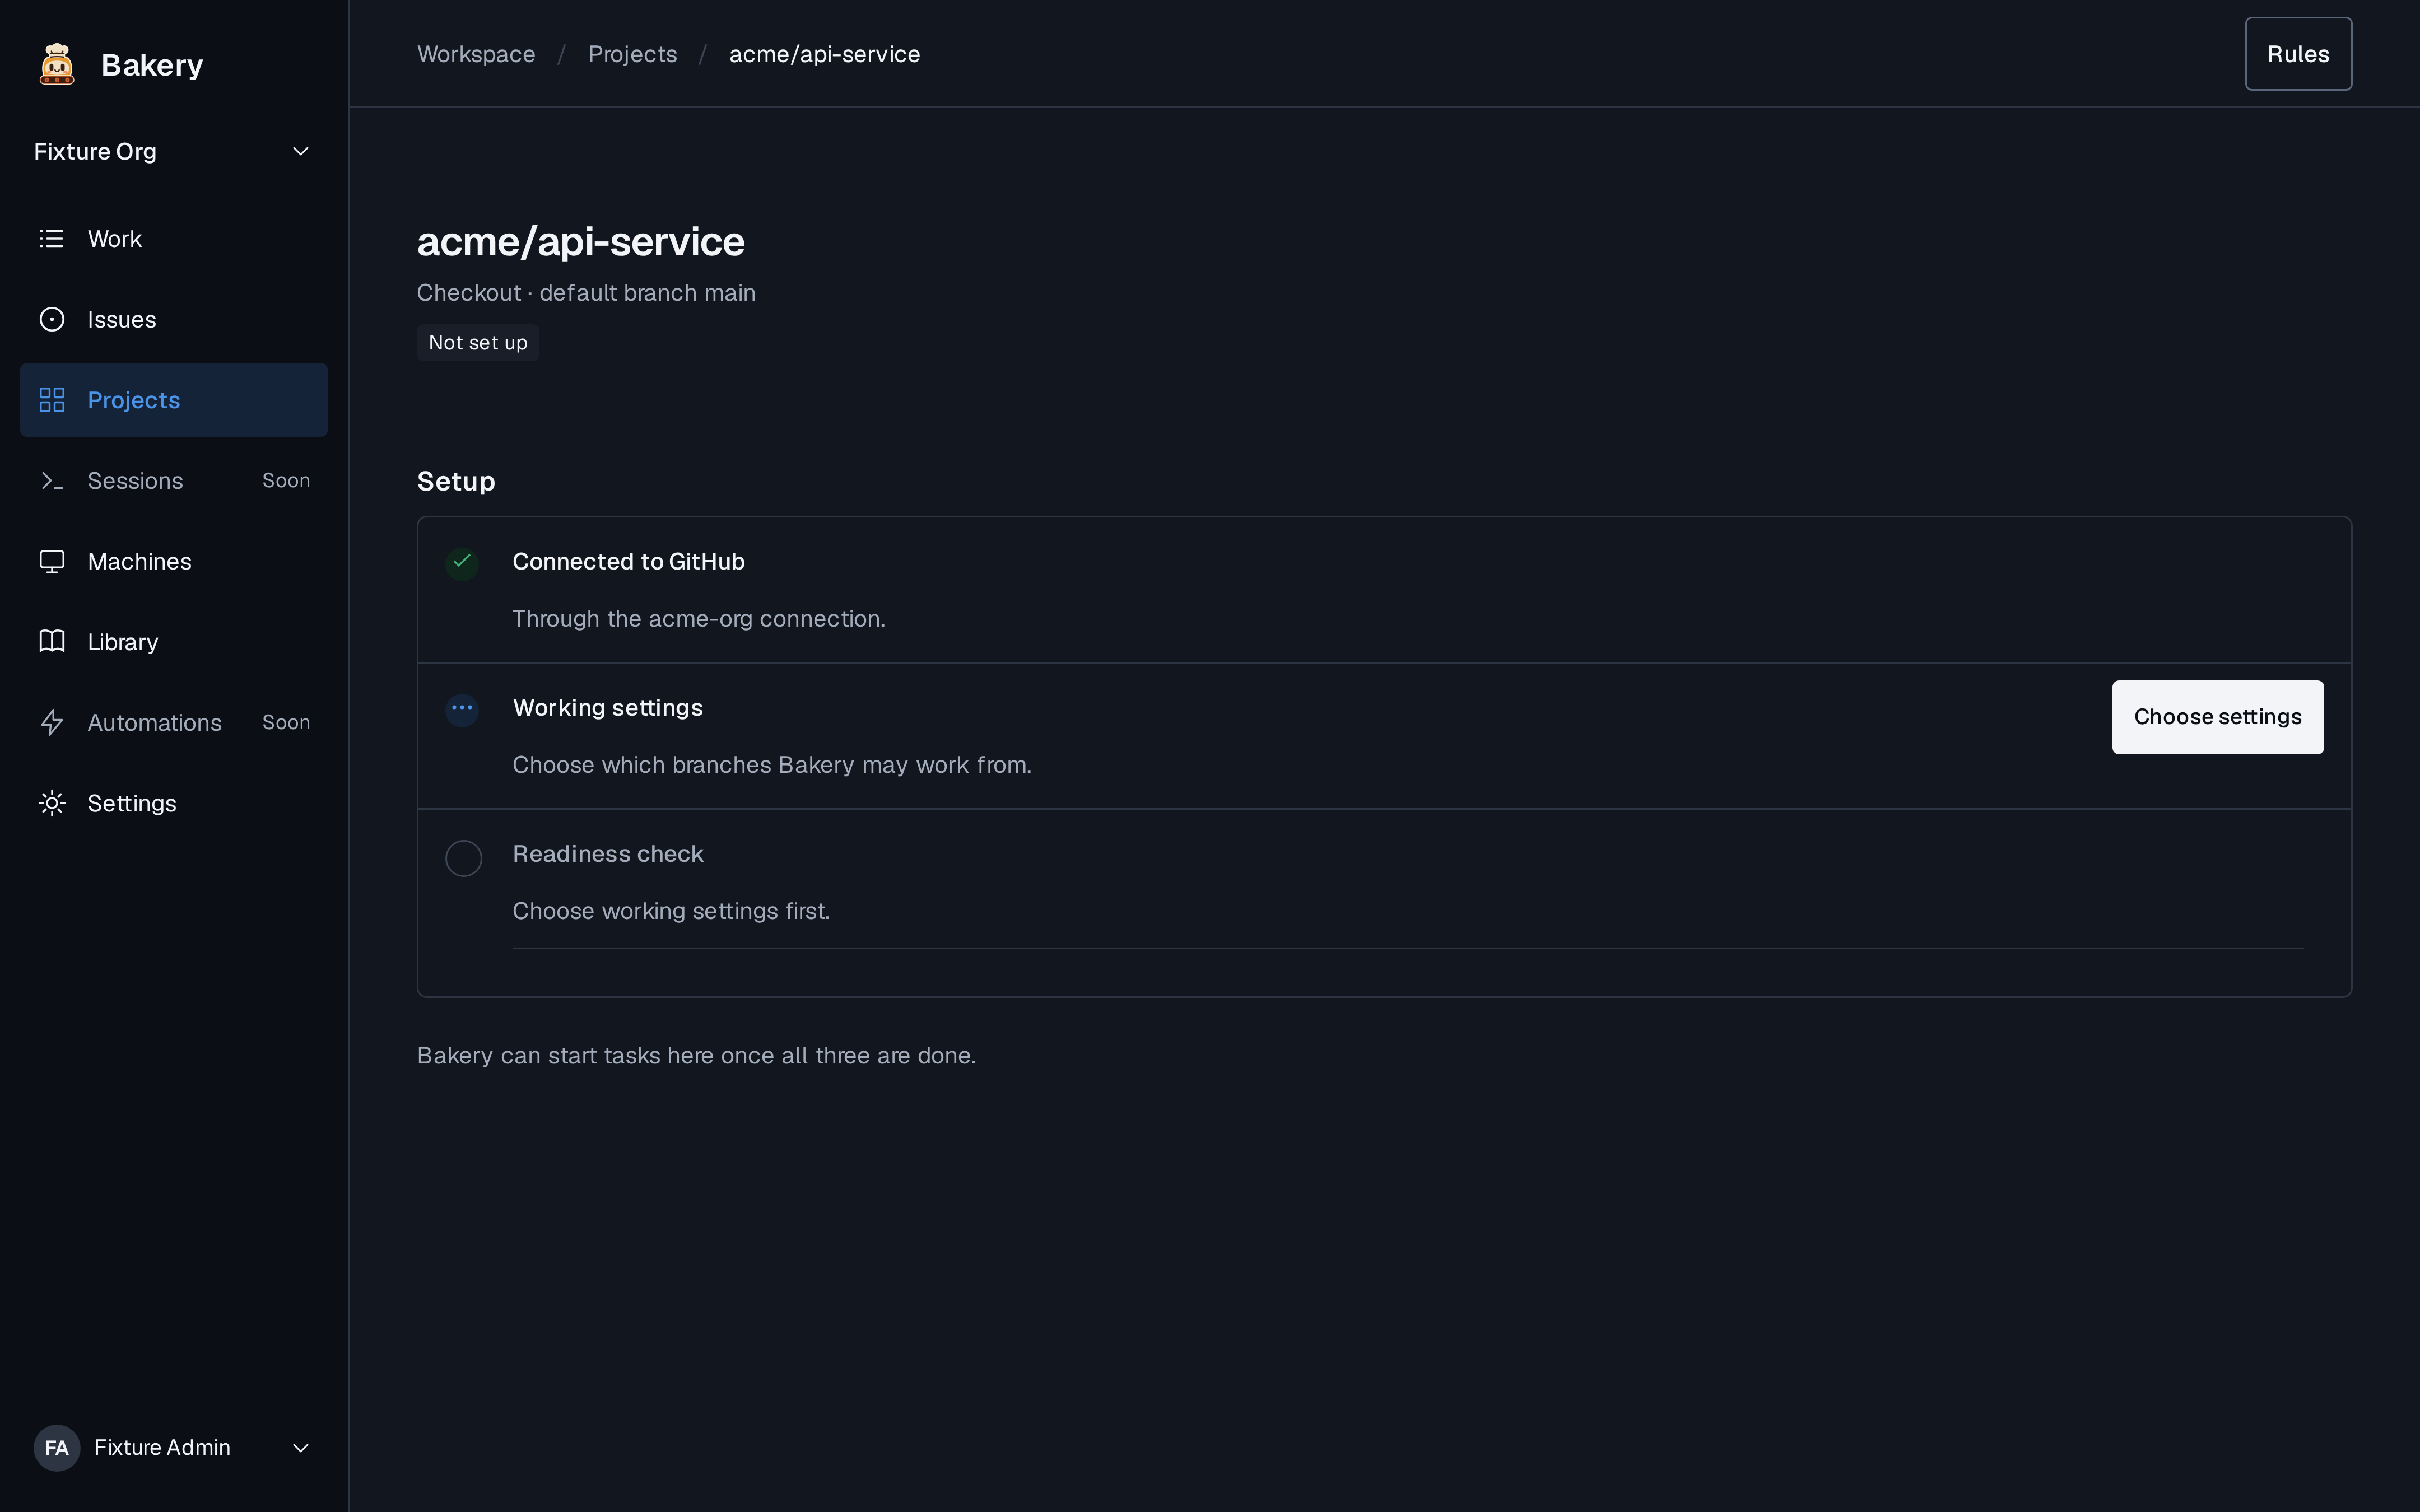 Bakery
Fixture Org
Work
Issues
Projects
Sessions Soon
Machines
Library
Automations Soon
Settings
FA Fixture Admin
Workspace / Projects / acme/api-service
Rules
acme/api-service
Checkout · default branch main
Not set up
Setup
Connected to GitHub
Through the acme-org connection.
Working settings
Choose which branches Bakery may work from.
Choose settings
Readiness check
Choose working settings first.
Bakery can start tasks here once all three are done.